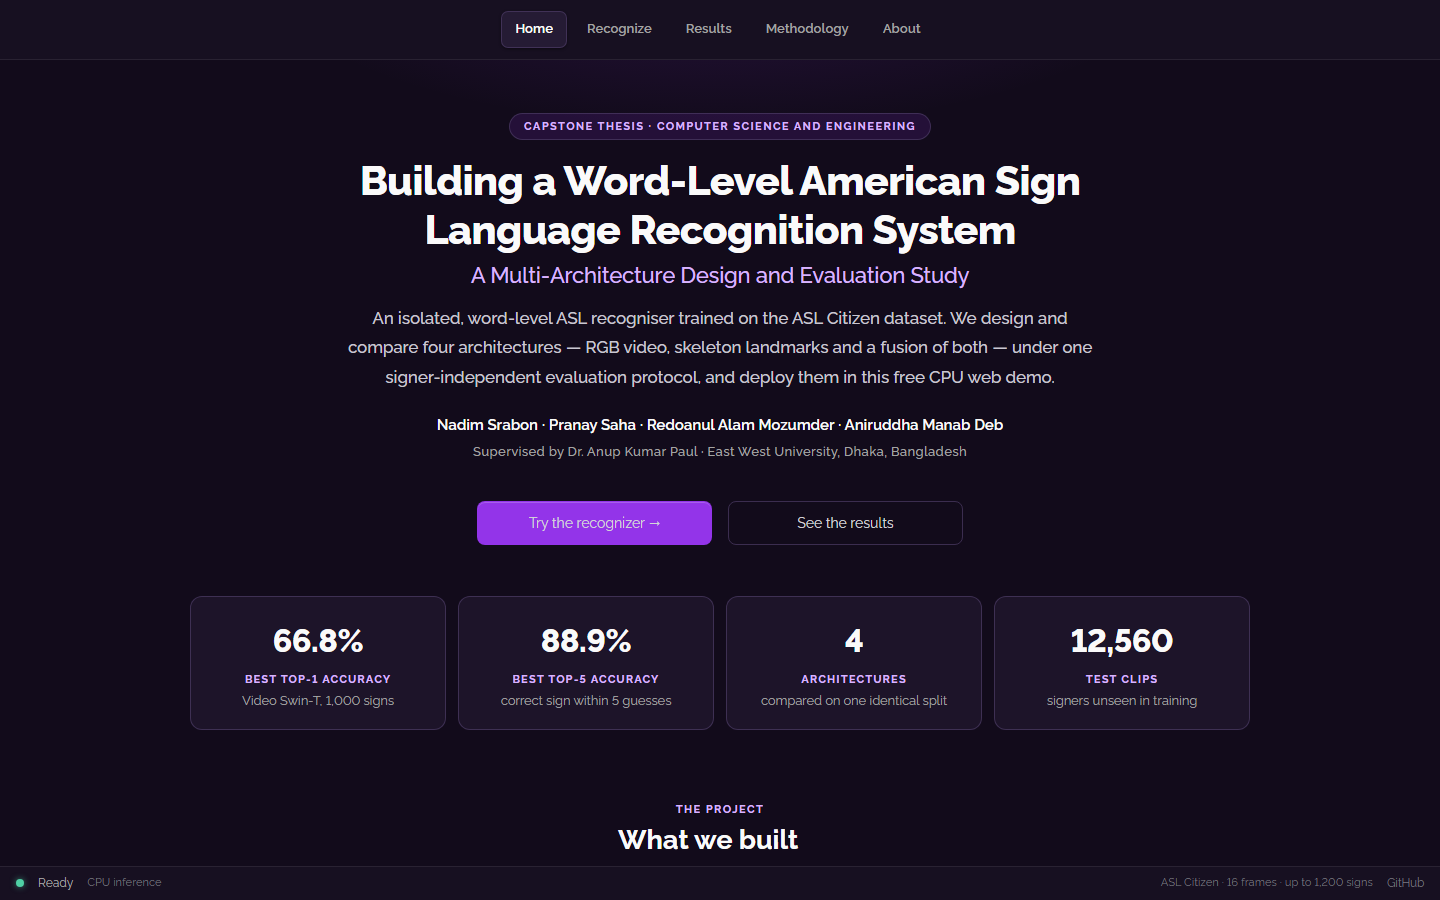 Home Recognize Results Methodology About
CAPSTONE THESIS · COMPUTER SCIENCE AND ENGINEERING
Building a Word-Level American Sign
Language Recognition System
A Multi-Architecture Design and Evaluation Study
An isolated, word-level ASL recogniser trained on the ASL Citizen dataset. We design and
compare four architectures — RGB video, skeleton landmarks and a fusion of both — under one
signer-independent evaluation protocol, and deploy them in this free CPU web demo.
Nadim Srabon · Pranay Saha · Redoanul Alam Mozumder · Aniruddha Manab Deb
Supervised by Dr. Anup Kumar Paul · East West University, Dhaka, Bangladesh
Try the recognizer → See the results
66.8% 88.9% 4 12,560
BEST TOP-1 ACCURACY BEST TOP-5 ACCURACY ARCHITECTURES TEST CLIPS
Video Swin-T, 1,000 signs correct sign within 5 guesses compared on one identical split signers unseen in training
THE PROJECT
What we built
Ready CPU inference ASL Citizen · 16 frames · up to 1,200 signs GitHub